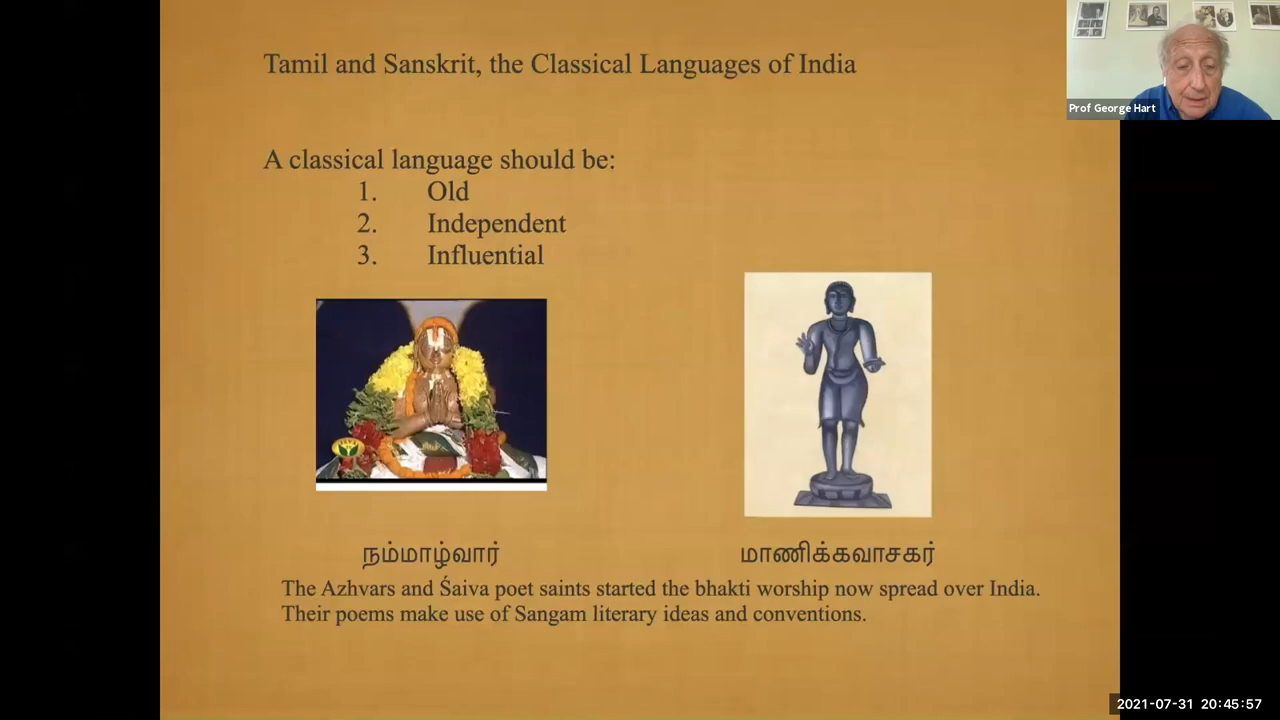 Tamil and Sanskrit, the Classical Languages of India
Prof George Hart
A classical language should be:
1. Old
2. Independent
3. Influential
நம்மாழ்வார்
மாணிக்கவாசகர்
The Azhvars and Śaiva poet saints started the bhakti worship now spread over India.
Their poems make use of Sangam literary ideas and conventions.
2021-07-31 20:45:57